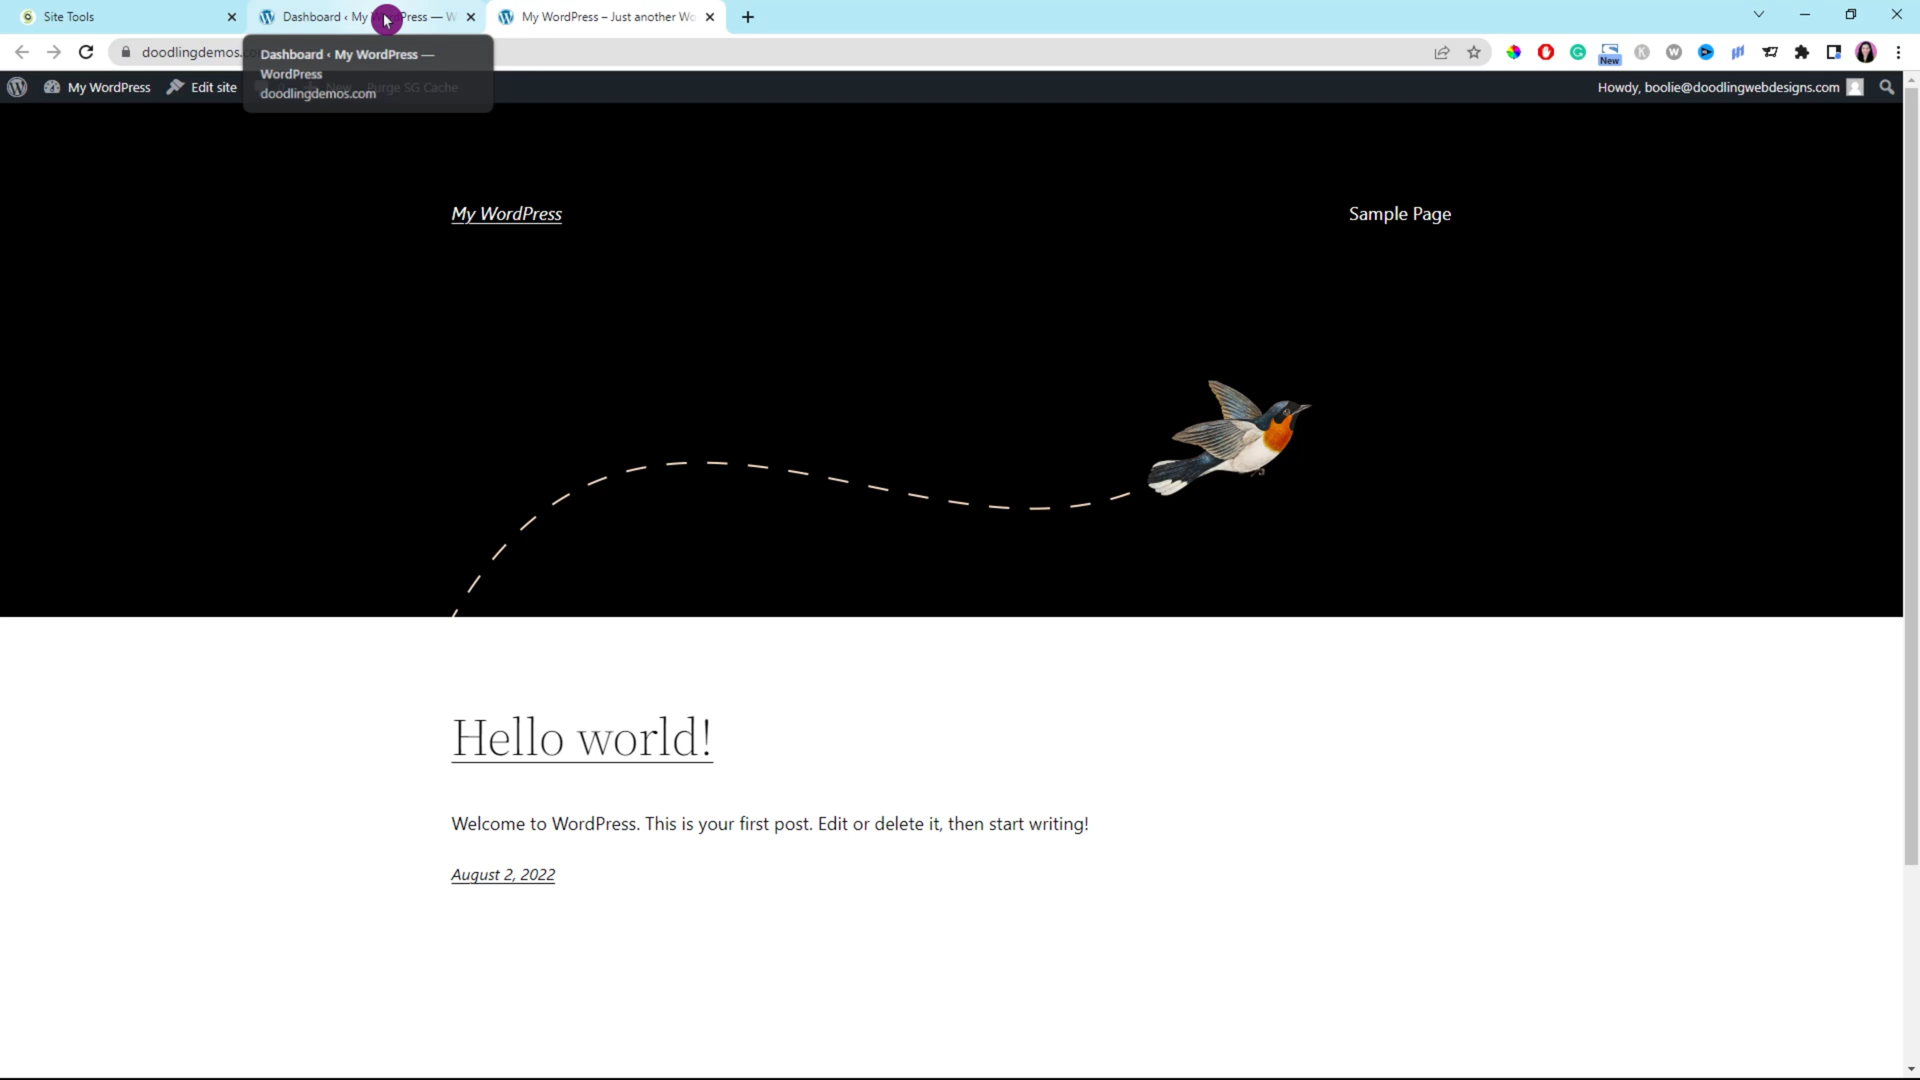 Site Tools
Dashboard ‹ My WordPress — W
My WordPress – Just another Wo
doodlingdemos.
Dashboard ‹ My WordPress —
WordPress
doodlingdemos.com
New
My WordPress
Edit site
New
Purge SG Cache
Howdy, boolie@doodlingwebdesigns.com
My WordPress
Sample Page
Hello world!
Welcome to WordPress. This is your first post. Edit or delete it, then start writing!
August 2, 2022